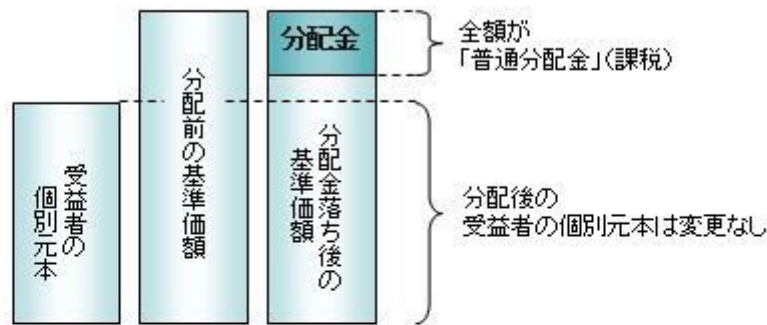 受益者の
個別元本
分配前の基準価額
分配金
分配金落ち後の
基準価額
全額が
「普通分配金」(課税)
分配後の
受益者の個別元本は変更なし